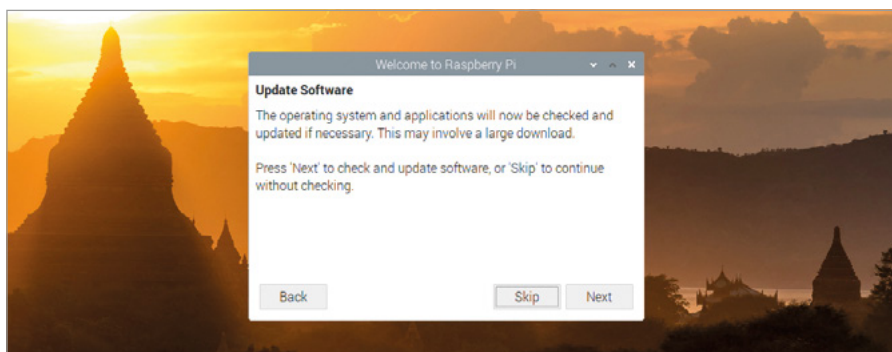 Welcome to Raspberry Pi
Update Software
The operating system and applications will now be checked and
updated if necessary. This may involve a large download.
Press 'Next' to check and update software, or 'Skip' to continue
without checking.
Back
Skip
Next